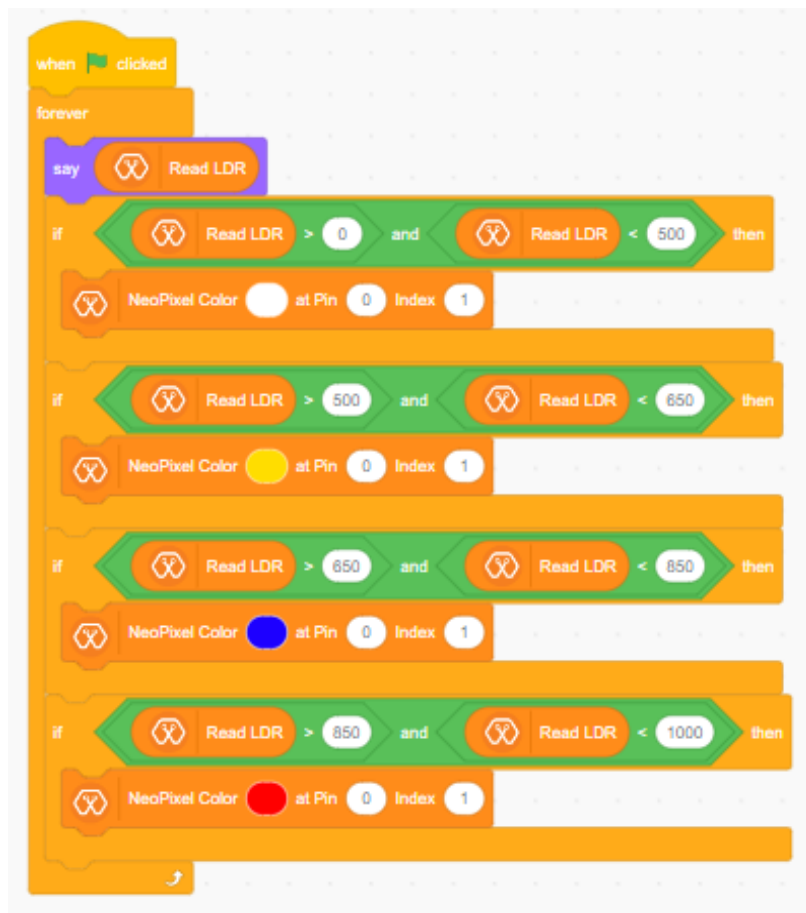 when clicked
forever
say Read LDR
if Read LDR > 0 and Read LDR < 500 then
NeoPixel Color at Pin 0 Index 1
if Read LDR > 500 and Read LDR < 650 then
NeoPixel Color at Pin 0 Index 1
if Read LDR > 650 and Read LDR < 850 then
NeoPixel Color at Pin 0 Index 1
if Read LDR > 850 and Read LDR < 1000 then
NeoPixel Color at Pin 0 Index 1